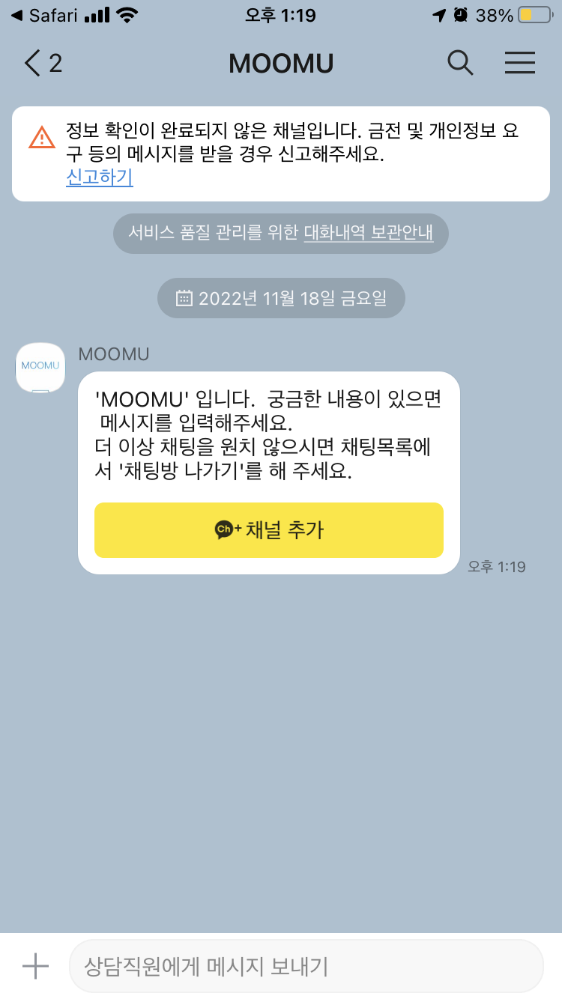 Safari
오후 1:19
38%
2
MOOMU
정보 확인이 완료되지 않은 채널입니다. 금전 및 개인정보 요
구 등의 메시지를 받을 경우 신고해주세요.
신고하기
서비스 품질 관리를 위한 대화내역 보관안내
2022년 11월 18일 금요일
MOOMU
MOOMU
'MOOMU' 입니다.  궁금한 내용이 있으면
메시지를 입력해주세요.
더 이상 채팅을 원치 않으시면 채팅목록에
서 '채팅방 나가기'를 해 주세요.
Ch+ 채널 추가
오후 1:19
상담직원에게 메시지 보내기